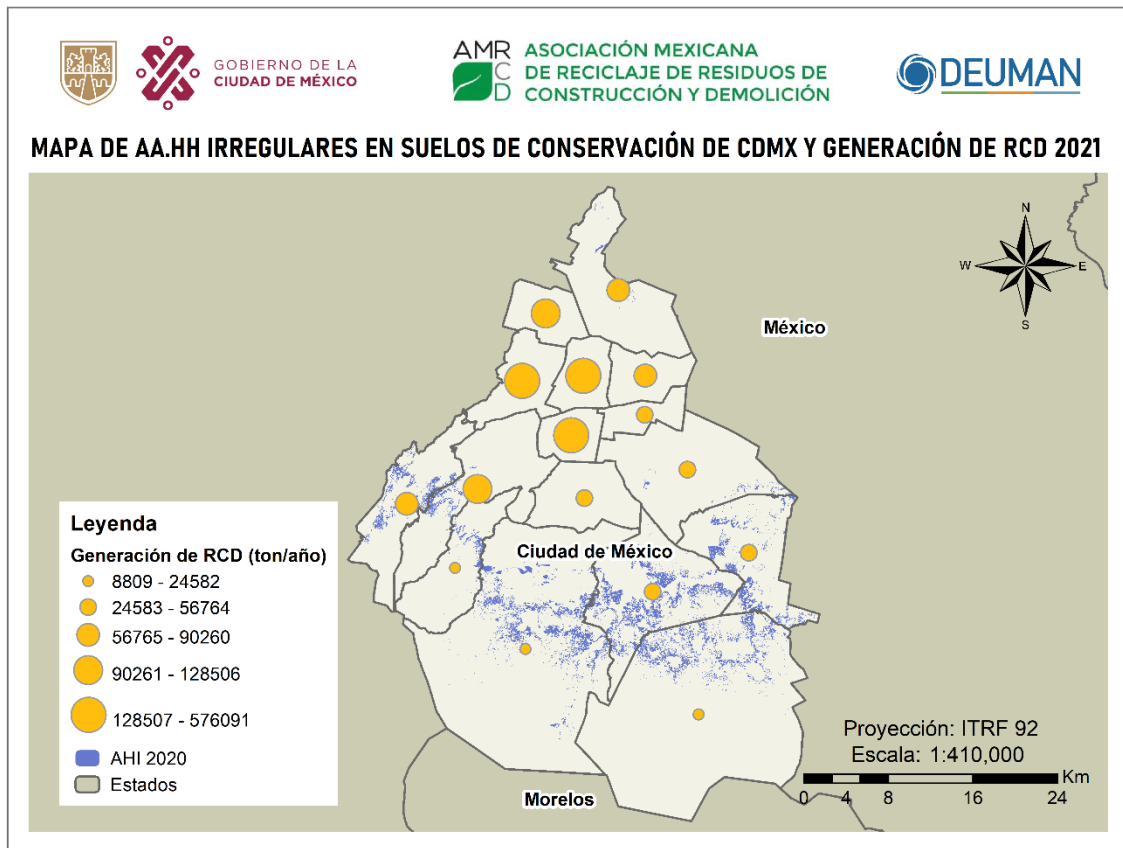 GOBIERNO DE LA
CIUDAD DE MÉXICO
AMR
C
D
ASOCIACIÓN MEXICANA
DE RECICLAJE DE RESIDUOS DE
CONSTRUCCIÓN Y DEMOLICIÓN
DEUMAN
MAPA DE AA.HH IRREGULARES EN SUELOS DE CONSERVACIÓN DE CDMX Y GENERACIÓN DE RCD 2021
N
W
E
S
México
Ciudad de México
Morelos
Leyenda
Generación de RCD (ton/año)
8809 - 24582
24583 - 56764
56765 - 90260
90261 - 128506
128507 - 576091
AHI 2020
Estados
Proyección: ITRF 92
Escala: 1:410,000
Km
0 4 8 16 24